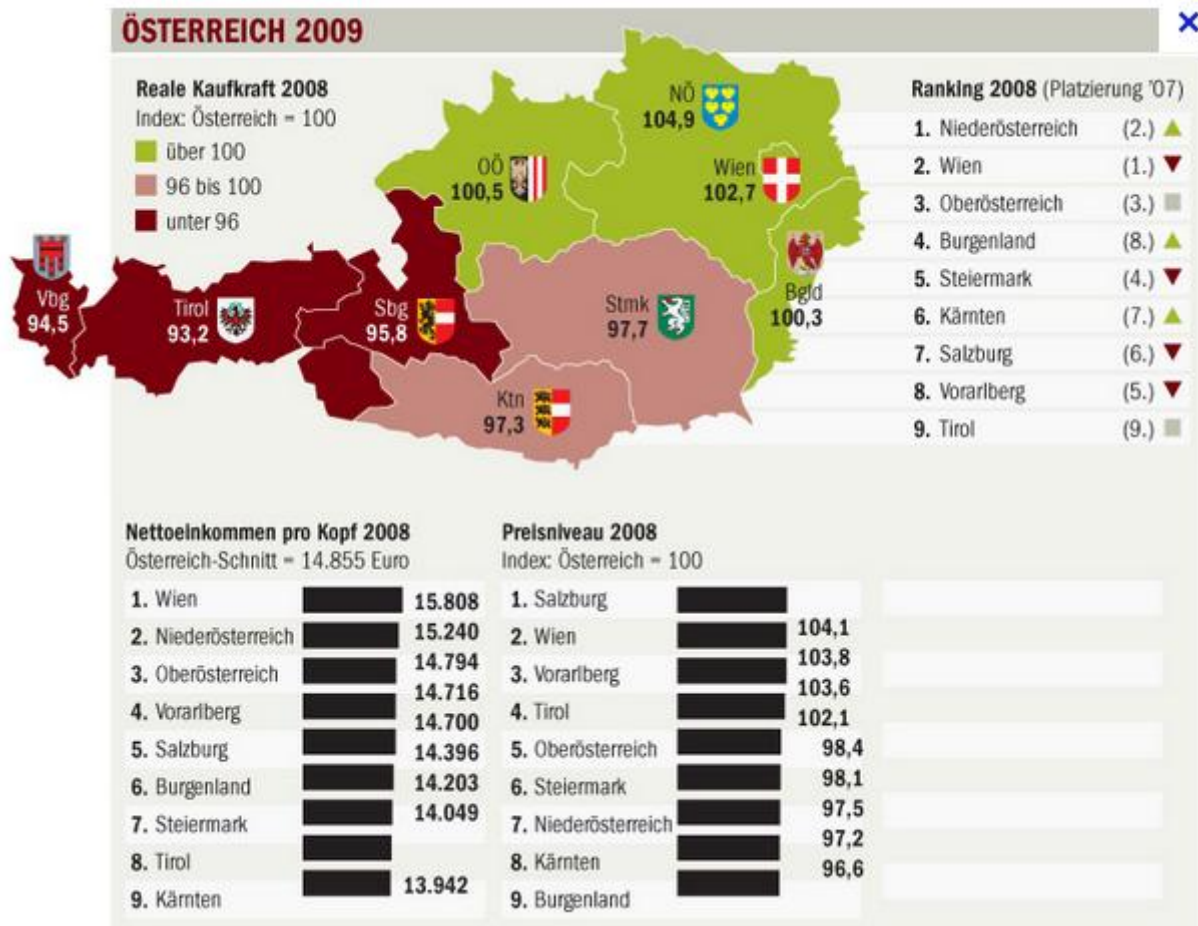 ÖSTERREICH 2009
Reale Kaufkraft 2008
Index: Österreich = 100
über 100
96 bis 100
unter 96
NÖ
104,9
OÖ
100,5
Wien
102,7
Vbg
94,5
Tirol
93,2
Sbg
95,8
Stmk
97,7
Bgld
100,3
Ktn
97,3
Ranking 2008 (Platzierung '07)
1. Niederösterreich (2.)
2. Wien (1.)
3. Oberösterreich (3.)
4. Burgenland (8.)
5. Steiermark (4.)
6. Kärnten (7.)
7. Salzburg (6.)
8. Vorarlberg (5.)
9. Tirol (9.)
Nettoeinkommen pro Kopf 2008
Österreich-Schnitt = 14.855 Euro
1. Wien 15.808
2. Niederösterreich 15.240
3. Oberösterreich 14.794
4. Vorarlberg 14.716
5. Salzburg 14.700
6. Burgenland 14.396
7. Steiermark 14.203
8. Tirol 14.049
9. Kärnten 13.942
Preisniveau 2008
Index: Österreich = 100
1. Salzburg 104,1
2. Wien 103,8
3. Vorarlberg 103,6
4. Tirol 102,1
5. Oberösterreich 98,4
6. Steiermark 98,1
7. Niederösterreich 97,5
8. Kärnten 97,2
9. Burgenland 96,6